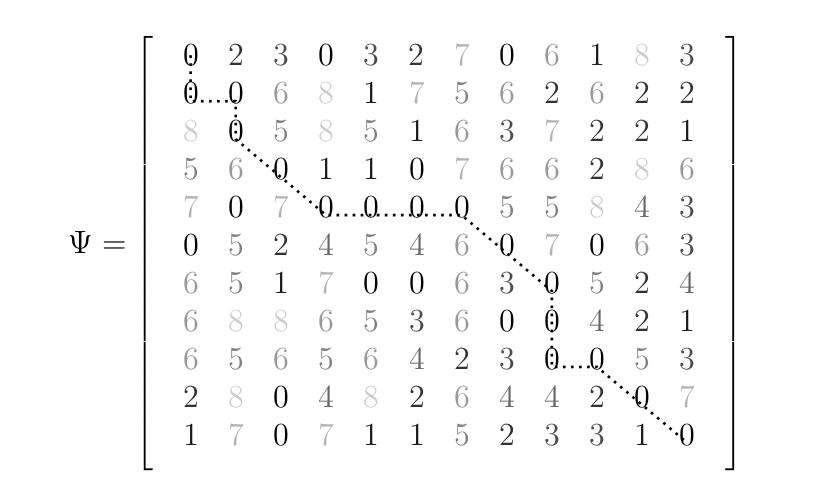 0 2 3 0 3 2 7 0 6 1 8 3
0 0 6 8 1 7 5 6 2 6 2 2
8 0 5 8 5 1 6 3 7 2 2 1
5 6 0 1 1 0 7 6 6 2 8 6
7 0 7 0 0 0 0 5 5 8 4 3
Ψ = 0 5 2 4 5 4 6 0 7 0 6 3
6 5 1 7 0 0 6 3 0 5 2 4
6 8 8 6 5 3 6 0 0 4 2 1
6 5 6 5 6 4 2 3 0 0 5 3
2 8 0 4 8 2 6 4 4 2 0 7
1 7 0 7 1 1 5 2 3 3 1 0